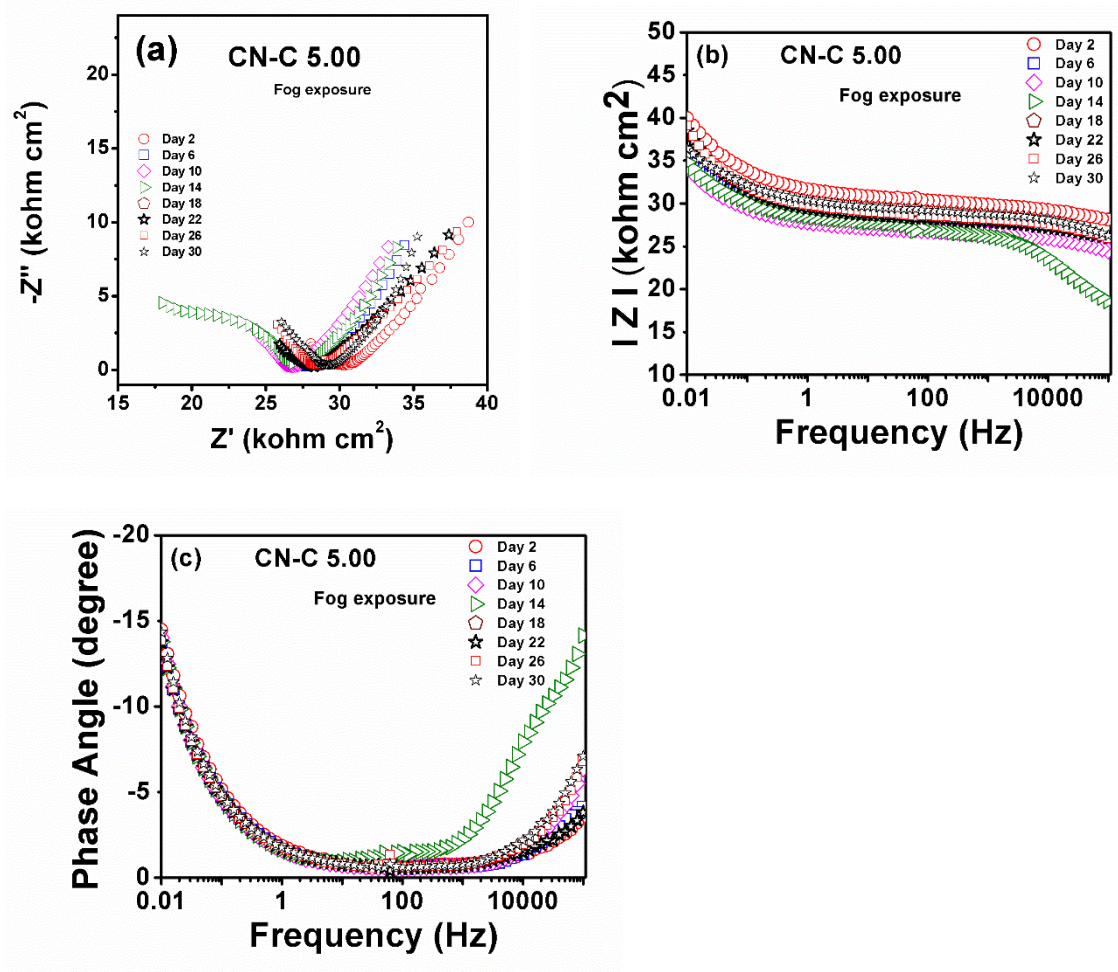 (a)
CN-C 5.00
Fog exposure
Day 2
Day 6
Day 10
Day 14
Day 18
Day 22
Day 26
Day 30
-Z'' (kohm cm²)
20
15
10
5
0
15 20 25 30 35 40
Z' (kohm cm²)
(b)
CN-C 5.00
Fog exposure
Day 2
Day 6
Day 10
Day 14
Day 18
Day 22
Day 26
Day 30
I Z I (kohm cm²)
50
45
40
35
30
25
20
15
10
0.01 1 100 10000
Frequency (Hz)
(c)
CN-C 5.00
Fog exposure
Day 2
Day 6
Day 10
Day 14
Day 18
Day 22
Day 26
Day 30
Phase Angle (degree)
-20
-15
-10
-5
0
0.01 1 100 10000
Frequency (Hz)